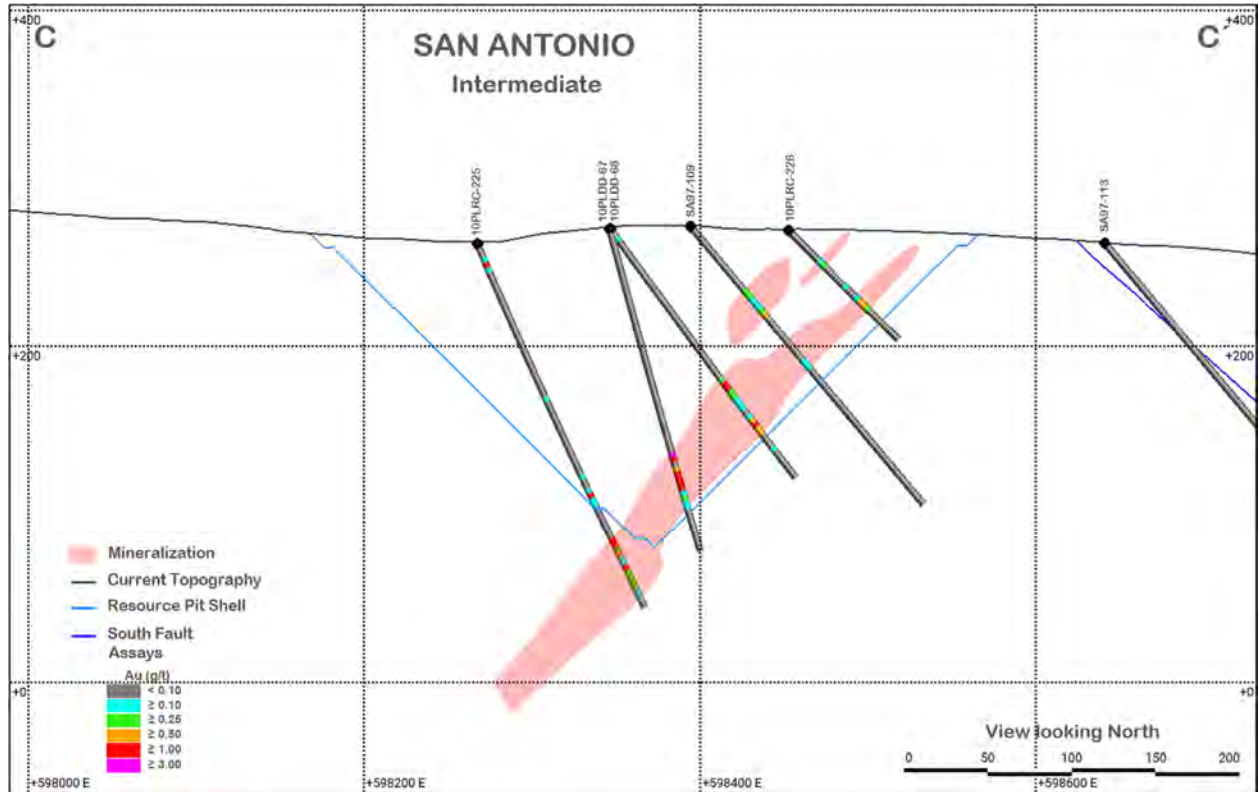 +400
+400
C
C´
SAN ANTONIO
Intermediate
10PLRC-225
10PLDD-67
10PLDD-68
SA97-109
10PLRC-226
SA97-113
+200
+200
Mineralization
Current Topography
Resource Pit Shell
South Fault
Assays
Au (g/t)
< 0.10
≥ 0.10
≥ 0.25
≥ 0.50
≥ 1.00
≥ 3.00
+0
+0
View looking North
0 50 100 150 200
+598000 E
+598200 E
+598400 E
+598600 E